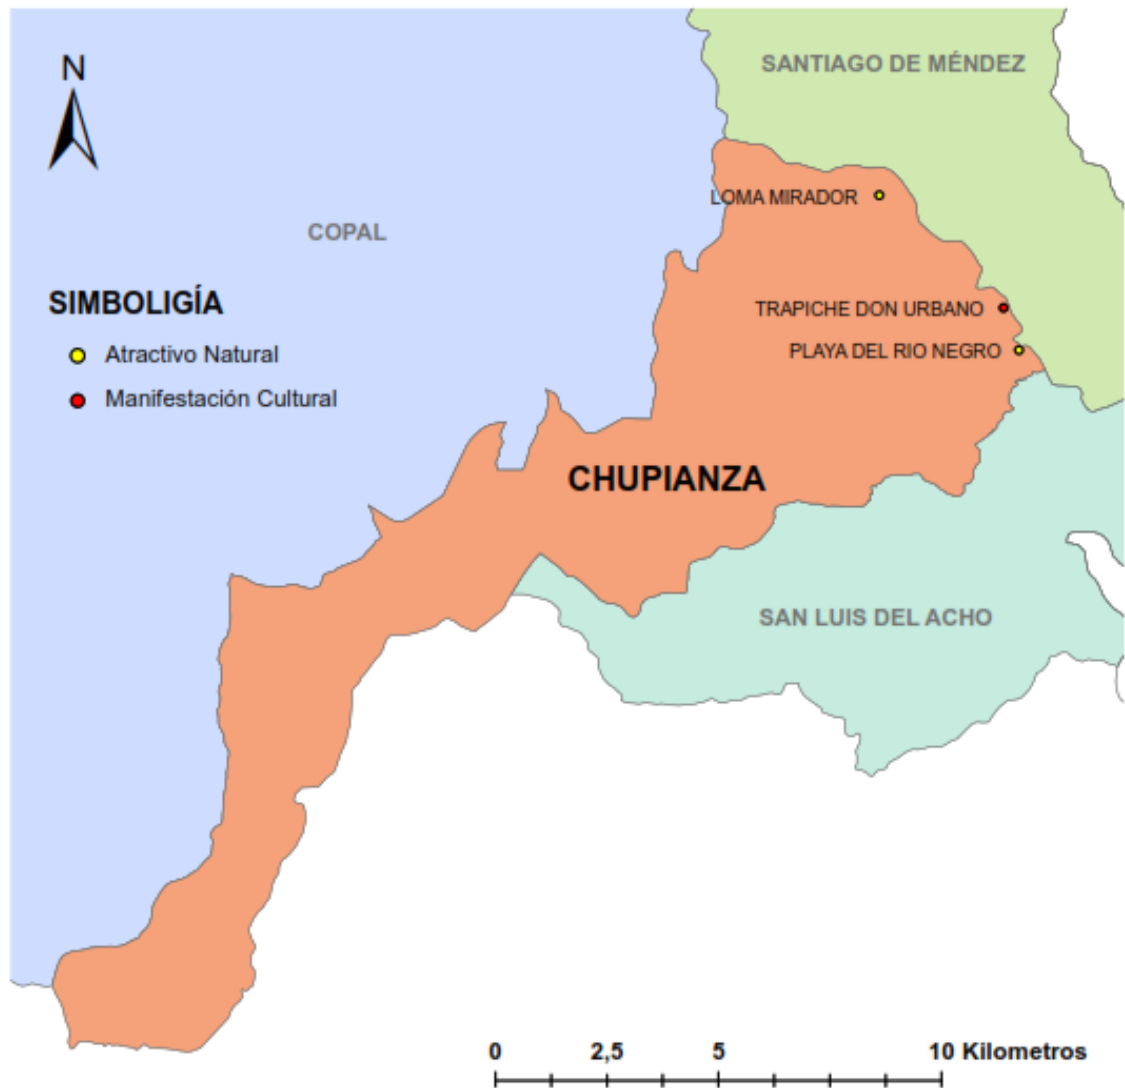 N
SANTIAGO DE MÉNDEZ
LOMA MIRADOR
COPAL
SIMBOLIGÍA
TRAPICHE DON URBANO
Atractivo Natural
PLAYA DEL RIO NEGRO
Manifestación Cultural
CHUPIANZA
SAN LUIS DEL ACHO
0 2,5 5 10 Kilometros